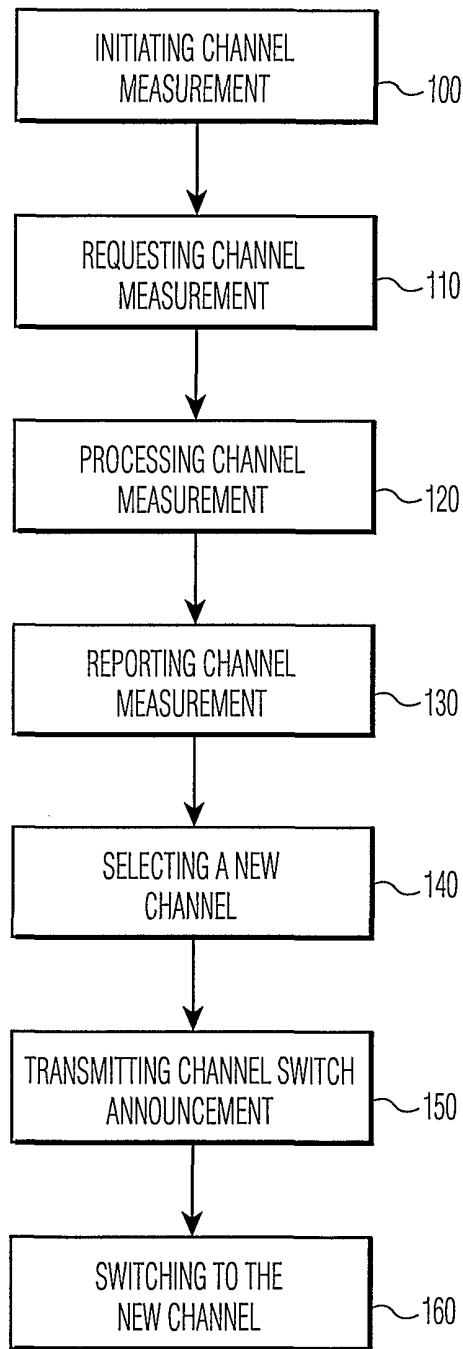 INITIATING CHANNEL
MEASUREMENT
100
REQUESTING CHANNEL
MEASUREMENT
110
PROCESSING CHANNEL
MEASUREMENT
120
REPORTING CHANNEL
MEASUREMENT
130
SELECTING A NEW
CHANNEL
140
TRANSMITTING CHANNEL SWITCH
ANNOUNCEMENT
150
SWITCHING TO THE
NEW CHANNEL
160